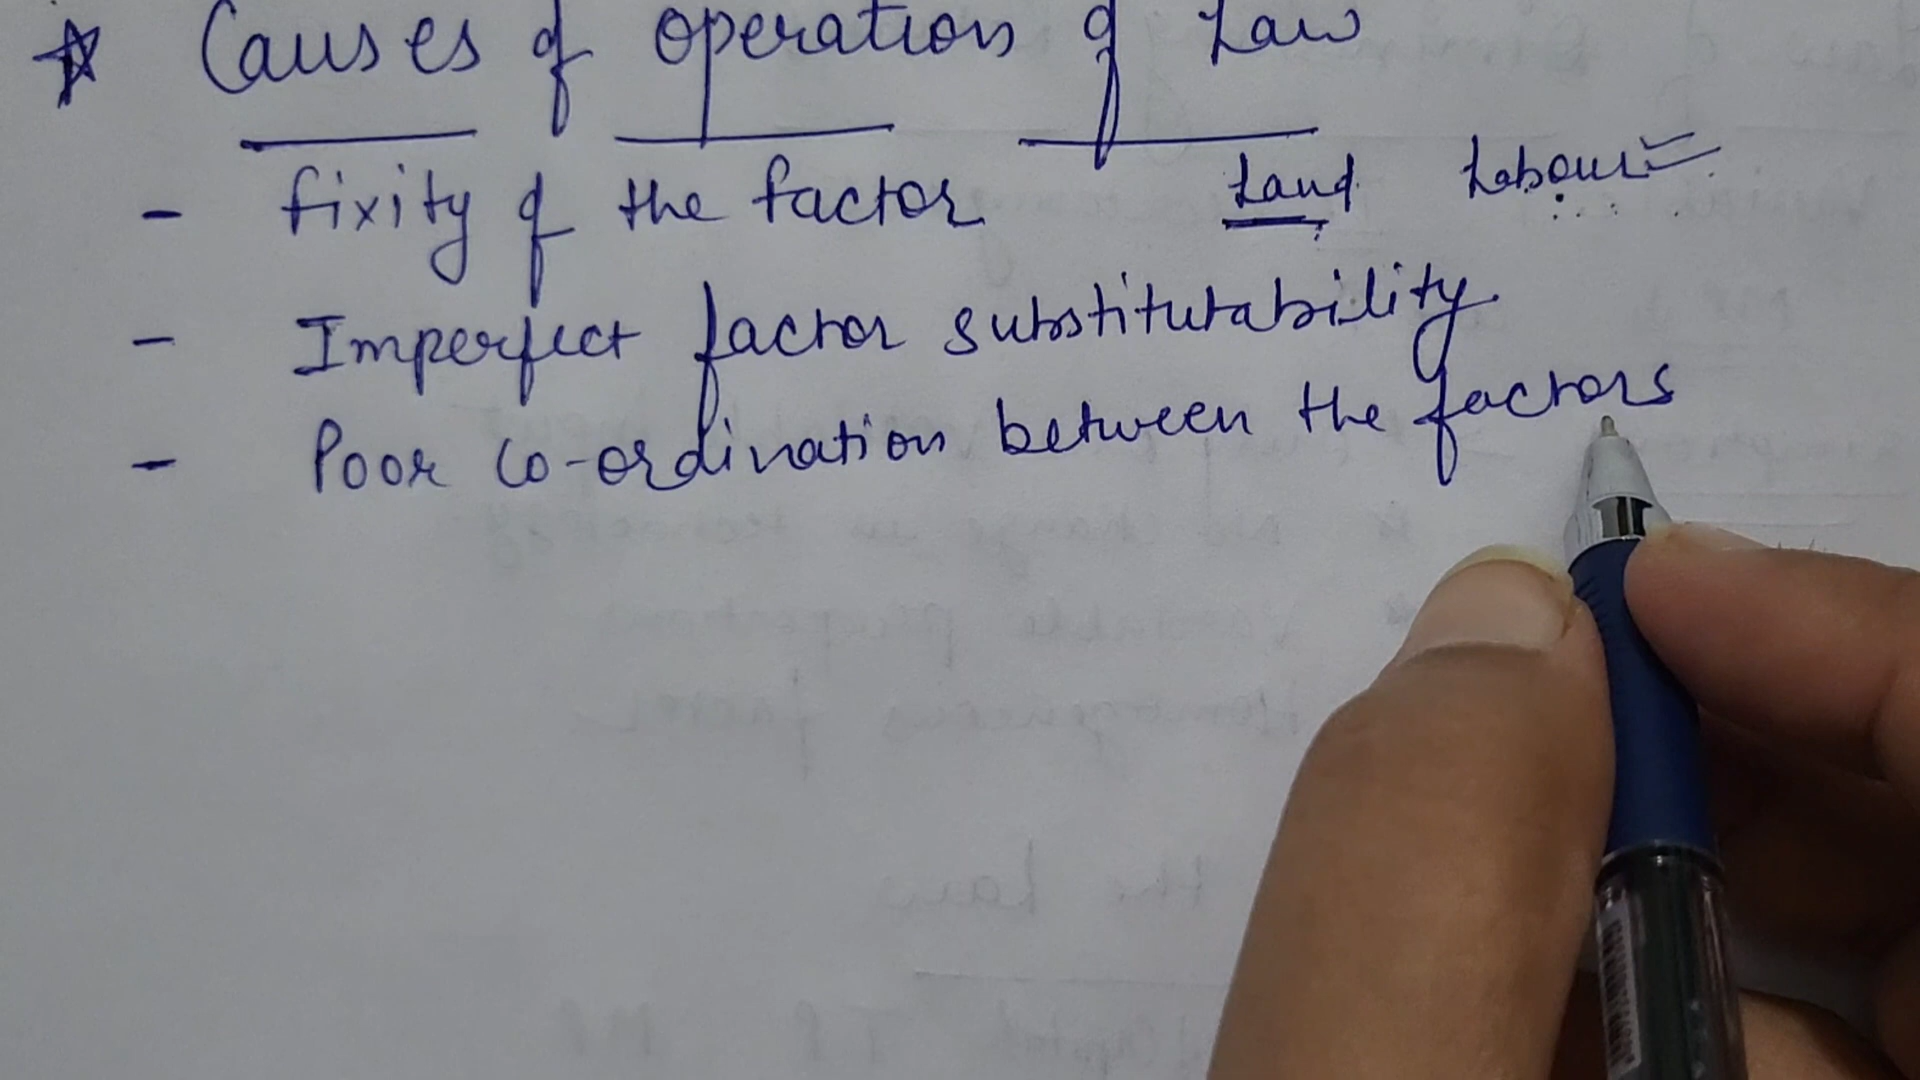 Causes of operation of Law
- fixity of the factor Land Labour
- Imperfect factor substitutability.
- Poor Co-ordination between the factors